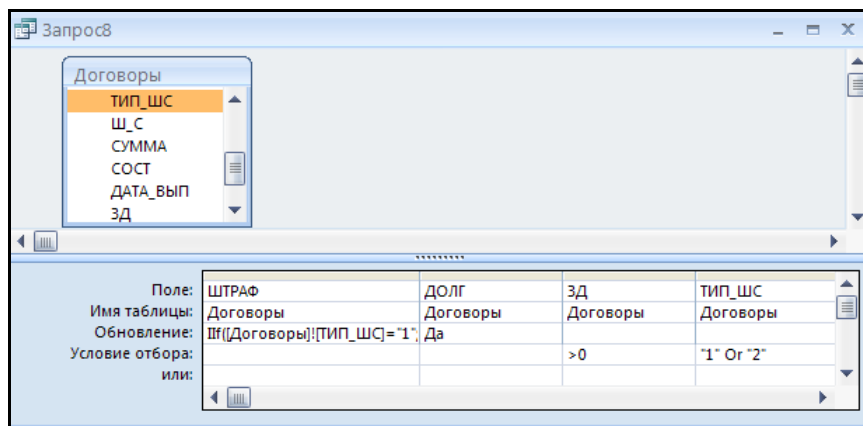 Запрос8
Договоры
ТИП_ШС
Ш_С
СУММА
СОСТ
ДАТА_ВЫП
ЗД
Поле: ШТРАФ ДОЛГ ЗД ТИП_ШС
Имя таблицы: Договоры Договоры Договоры Договоры
Обновление: IIf([Договоры]![ТИП_ШС]="1"; Да
Условие отбора: >0 "1" Or "2"
или: